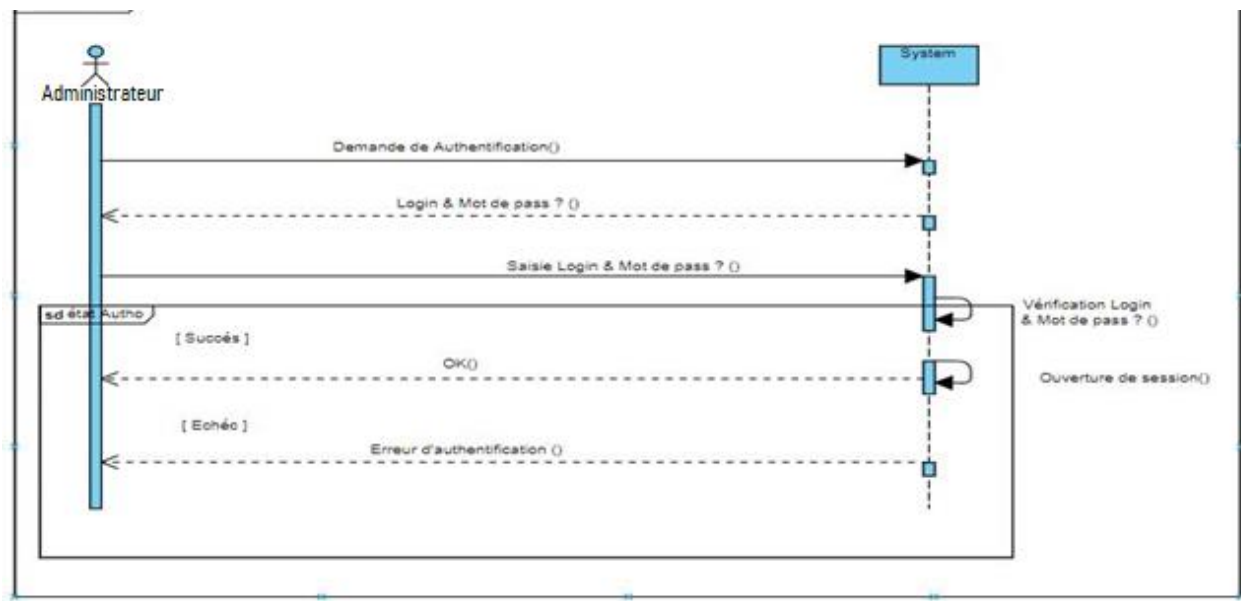 System
Administrateur
Demande de Authentification()
Login & Mot de pass ? ()
Saisie Login & Mot de pass ? ()
Vérification Login
& Mot de pass ? ()
sd état Autho
[ Succés ]
OK()
Ouverture de session()
[ Echéc ]
Erreur d'authentification ()